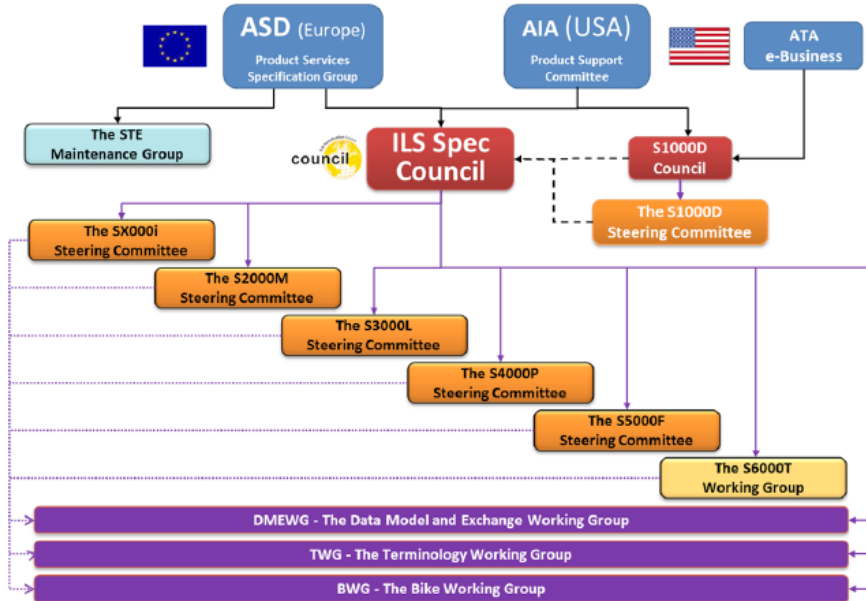 ASD (Europe)
Product Services
Specification Group
AIA (USA)
Product Support
Committee
ATA
e-Business
The STE
Maintenance Group
council
ILS Spec
Council
S1000D
Council
The S1000D
Steering Committee
The SX000i
Steering Committee
The S2000M
Steering Committee
The S3000L
Steering Committee
The S4000P
Steering Committee
The S5000F
Steering Committee
The S6000T
Working Group
DMEWG - The Data Model and Exchange Working Group
TWG - The Terminology Working Group
BWG - The Bike Working Group